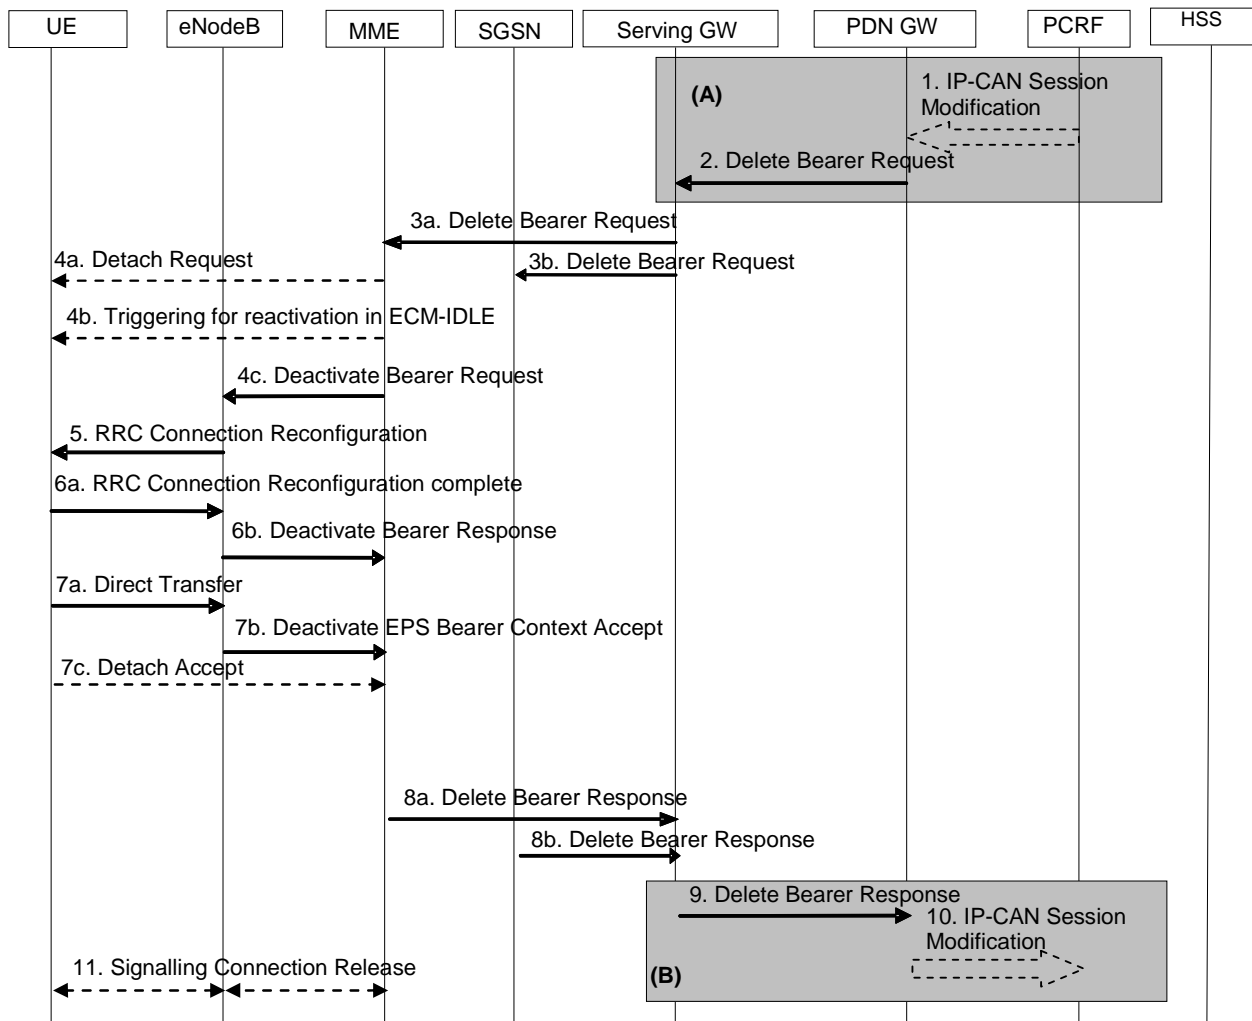 UE
eNodeB
MME
SGSN
Serving GW
PDN GW
PCRF
HSS
(A)
1. IP-CAN Session
Modification
2. Delete Bearer Request
3a. Delete Bearer Request
4a. Detach Request
3b. Delete Bearer Request
4b. Triggering for reactivation in ECM-IDLE
4c. Deactivate Bearer Request
5. RRC Connection Reconfiguration
6a. RRC Connection Reconfiguration complete
6b. Deactivate Bearer Response
7a. Direct Transfer
7b. Deactivate EPS Bearer Context Accept
7c. Detach Accept
8a. Delete Bearer Response
8b. Delete Bearer Response
9. Delete Bearer Response
10. IP-CAN Session
Modification
11. Signalling Connection Release
(B)